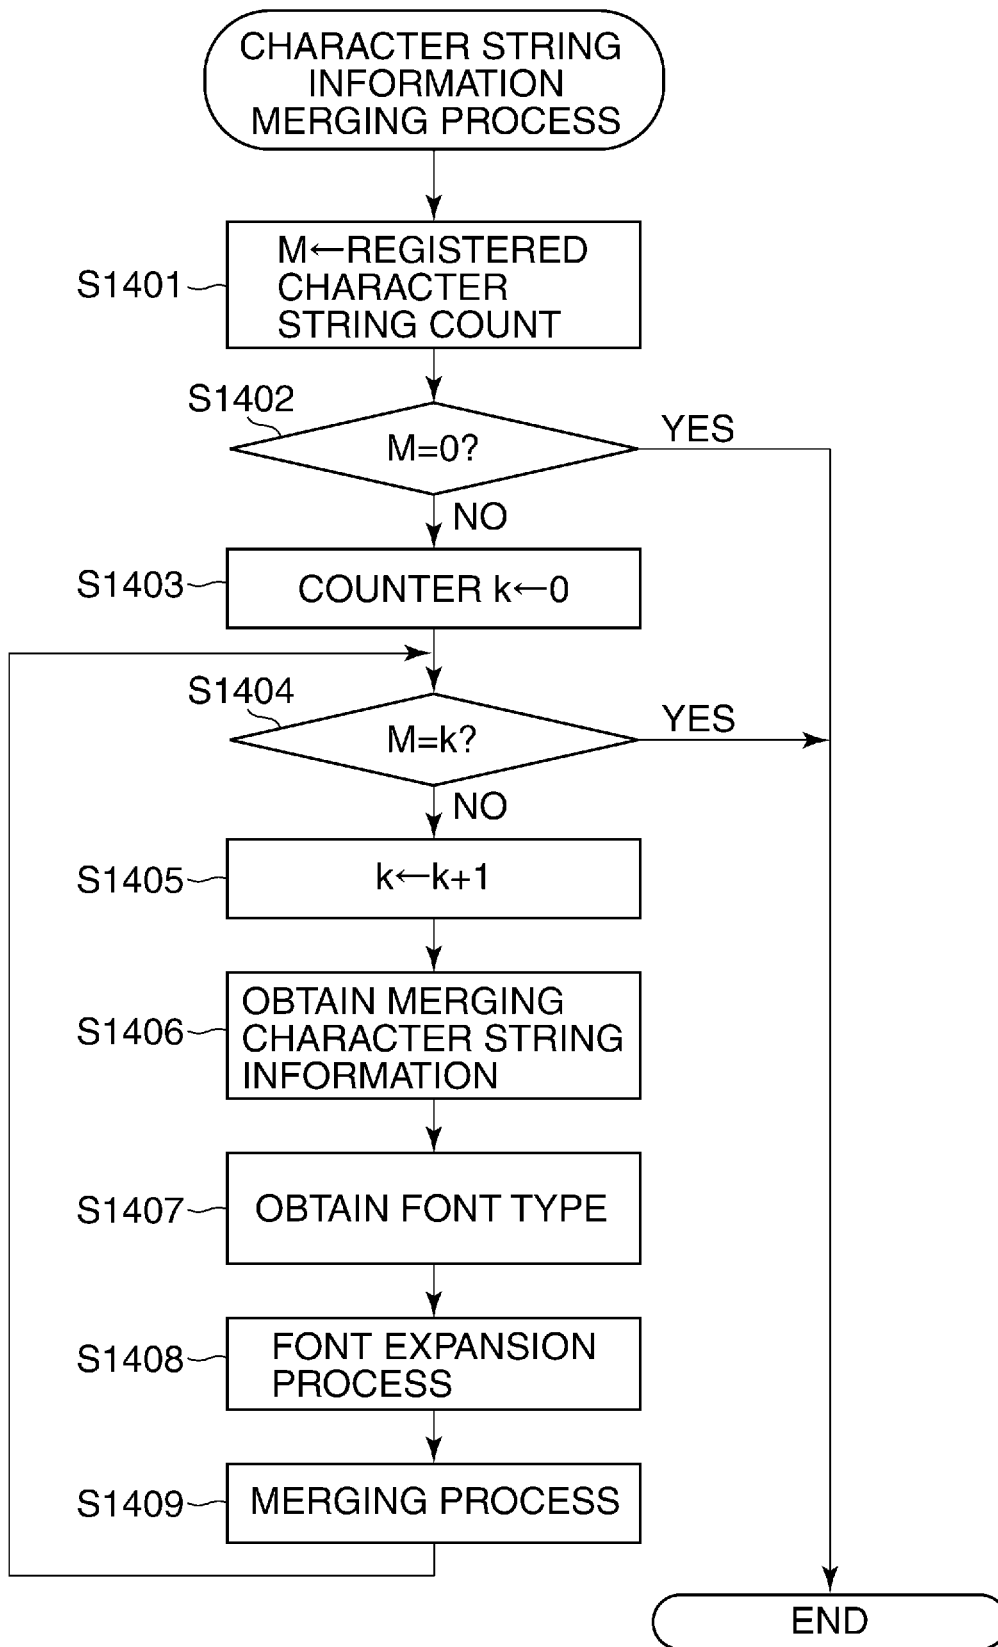 CHARACTER STRING
INFORMATION
MERGING PROCESS
S1401
M←REGISTERED
CHARACTER
STRING COUNT
S1402
M=0?
YES
NO
S1403
COUNTER k←0
S1404
M=k?
YES
NO
S1405
k←k+1
S1406
OBTAIN MERGING
CHARACTER STRING
INFORMATION
S1407
OBTAIN FONT TYPE
S1408
FONT EXPANSION
PROCESS
S1409
MERGING PROCESS
END